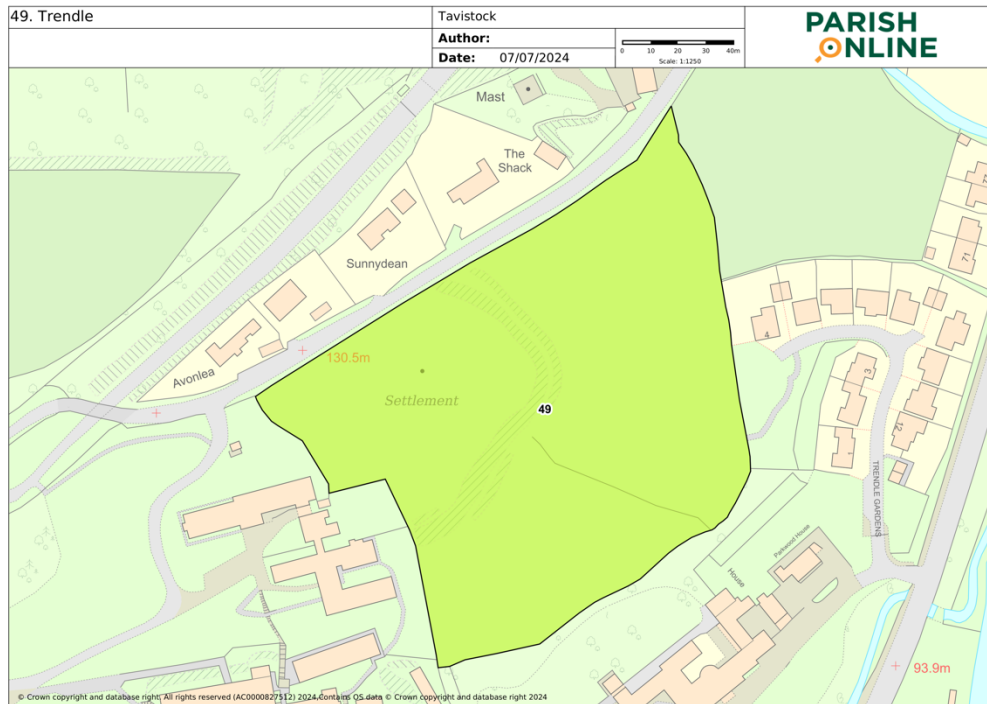 49. Trendle
Tavistock
Author:
Date: 07/07/2024
0 10 20 30 40m
Scale: 1:1250
PARISH
ONLINE
Mast
The
Shack
Sunnydean
Avonlea
130.5m
Settlement
49
4
3
12
1
71
TRENDLE GARDENS
Parkwood House
House
93.9m
© Crown copyright and database right. All rights reserved (AC0000827512) 2024,Contains OS data © Crown copyright and database right 2024